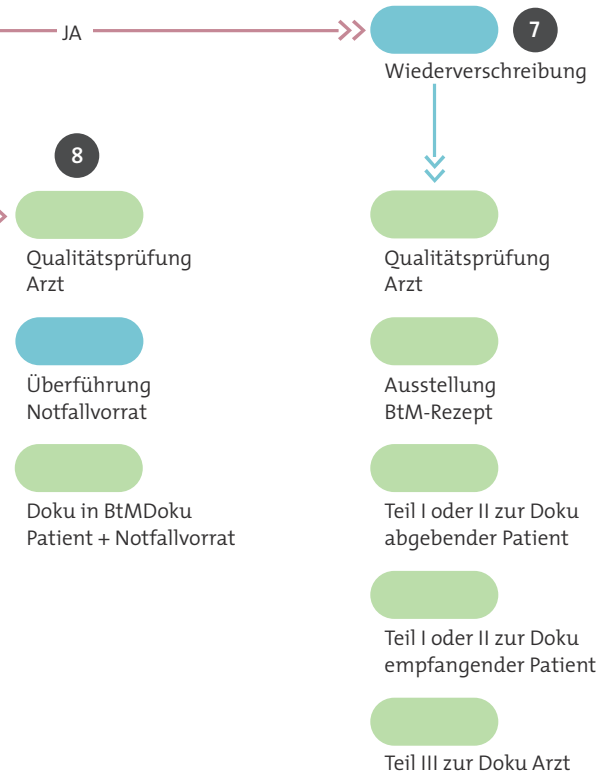 JA
7
Wiederverschreibung
8
Qualitätsprüfung
Arzt
Überführung
Notfallvorrat
Doku in BtMDoku
Patient + Notfallvorrat
Qualitätsprüfung
Arzt
Ausstellung
BtM-Rezept
Teil I oder II zur Doku
abgebender Patient
Teil I oder II zur Doku
empfangender Patient
Teil III zur Doku Arzt